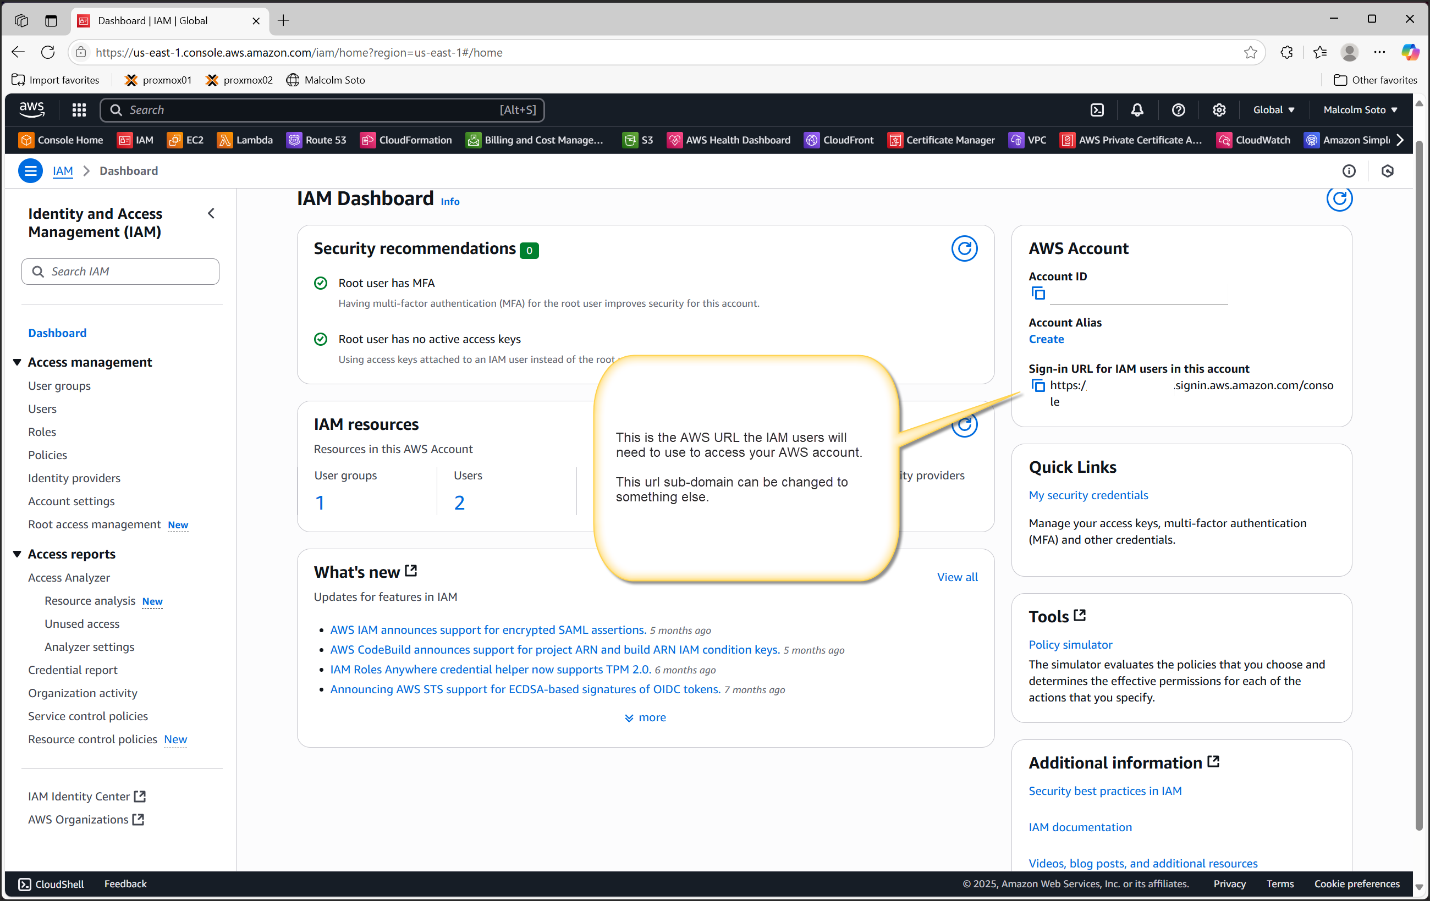 Dashboard | IAM | Global
https://us-east-1.console.aws.amazon.com/iam/home?region=us-east-1#/home
Import favorites
proxmox01
proxmox02
Malcolm Soto
Other favorites
aws
Search
[Alt+S]
Global
Malcolm Soto
Console Home
IAM
EC2
Lambda
Route 53
CloudFormation
Billing and Cost Manage...
S3
AWS Health Dashboard
CloudFront
Certificate Manager
VPC
AWS Private Certificate A...
CloudWatch
Amazon Simpl
IAM
Dashboard
Identity and Access
Management (IAM)
Search IAM
Dashboard
Access management
User groups
Users
Roles
Policies
Identity providers
Account settings
Root access management New
Access reports
Access Analyzer
Resource analysis New
Unused access
Analyzer settings
Credential report
Organization activity
Service control policies
Resource control policies New
IAM Identity Center
AWS Organizations
IAM Dashboard Info
Security recommendations 0
Root user has MFA
Having multi-factor authentication (MFA) for the root user improves security for this account.
Root user has no active access keys
Using access keys attached to an IAM user instead of the root
IAM resources
Resources in this AWS Account
User groups
1
Users
2
ity providers
This is the AWS URL the IAM users will
need to use to access your AWS account.
This url sub-domain can be changed to
something else.
What's new
View all
Updates for features in IAM
AWS IAM announces support for encrypted SAML assertions. 5 months ago
AWS CodeBuild announces support for project ARN and build ARN IAM condition keys. 5 months ago
IAM Roles Anywhere credential helper now supports TPM 2.0. 6 months ago
Announcing AWS STS support for ECDSA-based signatures of OIDC tokens. 7 months ago
more
AWS Account
Account ID
Account Alias
Create
Sign-in URL for IAM users in this account
https:/ .signin.aws.amazon.com/conso
le
Quick Links
My security credentials
Manage your access keys, multi-factor authentication
(MFA) and other credentials.
Tools
Policy simulator
The simulator evaluates the policies that you choose and
determines the effective permissions for each of the
actions that you specify.
Additional information
Security best practices in IAM
IAM documentation
Videos, blog posts, and additional resources
CloudShell
Feedback
© 2025, Amazon Web Services, Inc. or its affiliates.
Privacy
Terms
Cookie preferences